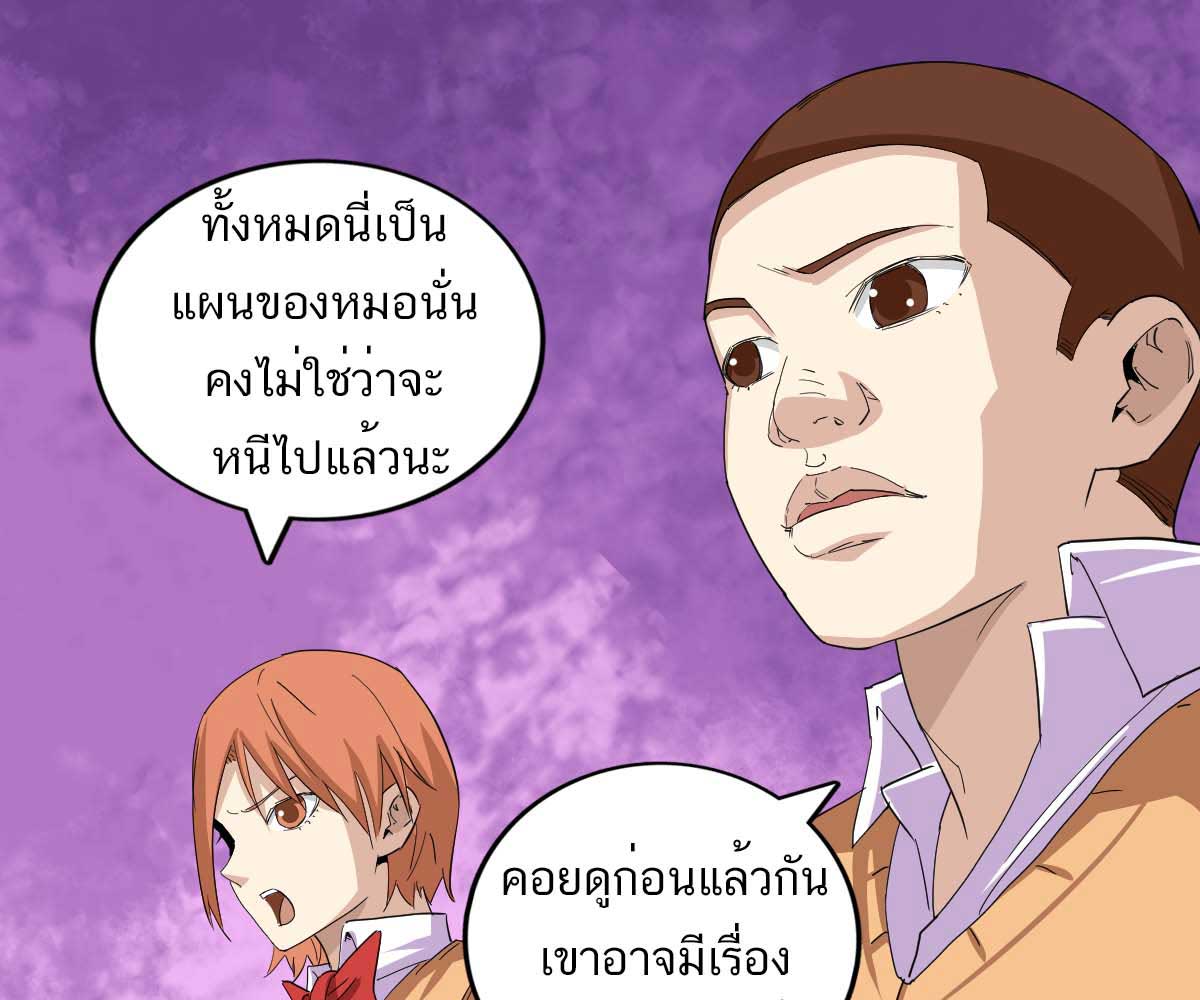 ทั้งหมดนี่เป็น
แผนของหมอนั่น
คงไม่ใช่ว่าจะ
หนีไปแล้วนะ
คอยดูก่อนแล้วกัน
เขาอาจมีเรื่อง